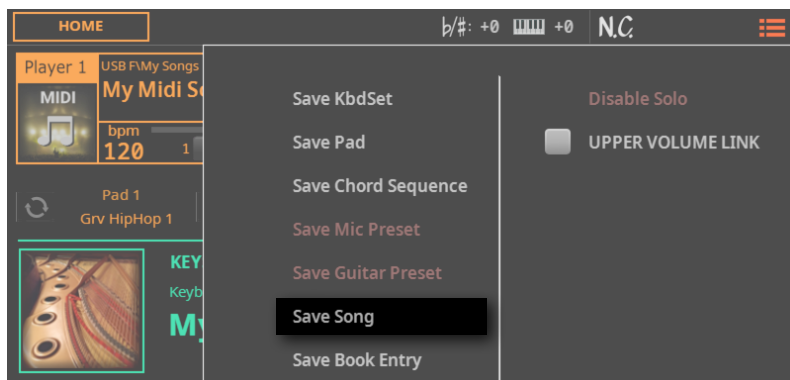 HOME
b/#: +0
+0
N.C.
Player 1
USB F\My Songs
MIDI
My Midi S
bpm
120
1
Pad 1
Grv HipHop 1
KEY
Keyb
My
Save KbdSet
Save Pad
Save Chord Sequence
Save Mic Preset
Save Guitar Preset
Save Song
Save Book Entry
Disable Solo
UPPER VOLUME LINK